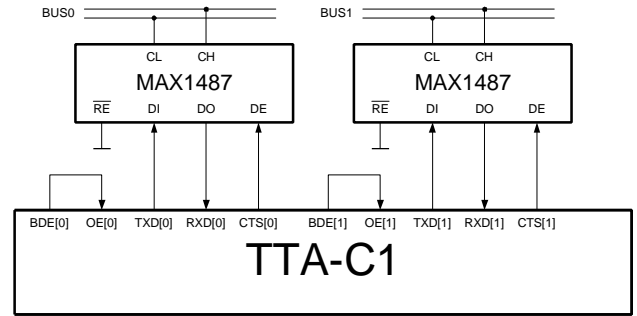 BUS0 BUS1
CL CH CL CH
MAX1487 MAX1487
RE DI DO DE RE DI DO DE
BDE[0] OE[0] TXD[0] RXD[0] CTS[0] BDE[1] OE[1] TXD[1] RXD[1] CTS[1]
TTA-C1